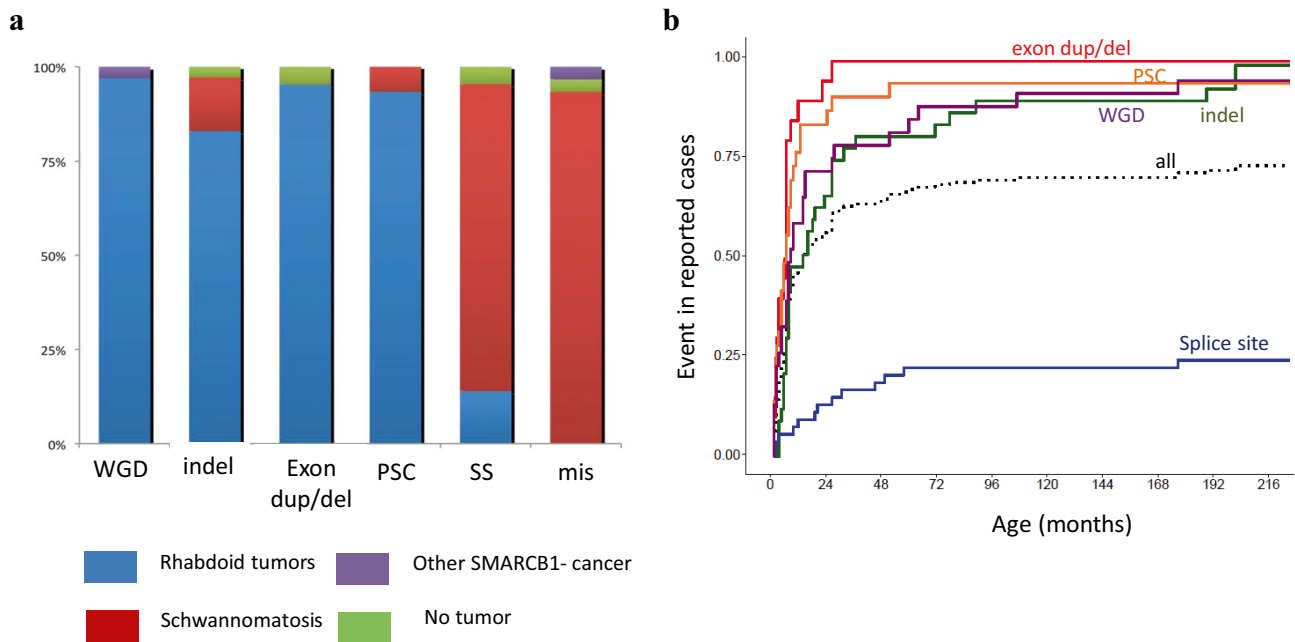 a
100%
75%
50%
25%
0%
WGD indel Exon dup/del PSC SS mis
Rhabdoid tumors
Other SMARCB1- cancer
Schwannomatosis
No tumor
b
Event in reported cases
1.00
0.75
0.50
0.25
0.00
exon dup/del
PSC
WGD
indel
all
Splice site
0 24 48 72 96 120 144 168 192 216
Age (months)